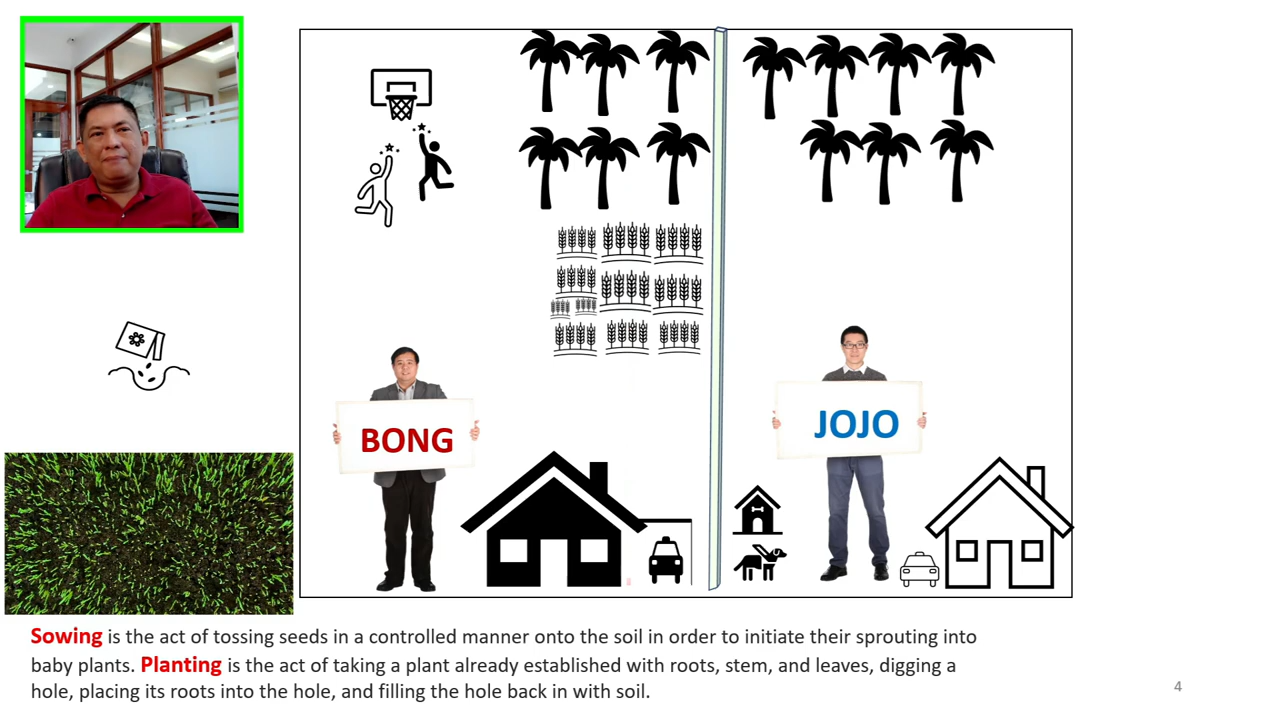 BONG
JOJO
Sowing is the act of tossing seeds in a controlled manner onto the soil in order to initiate their sprouting into
baby plants. Planting is the act of taking a plant already established with roots, stem, and leaves, digging a
hole, placing its roots into the hole, and filling the hole back in with soil.
4